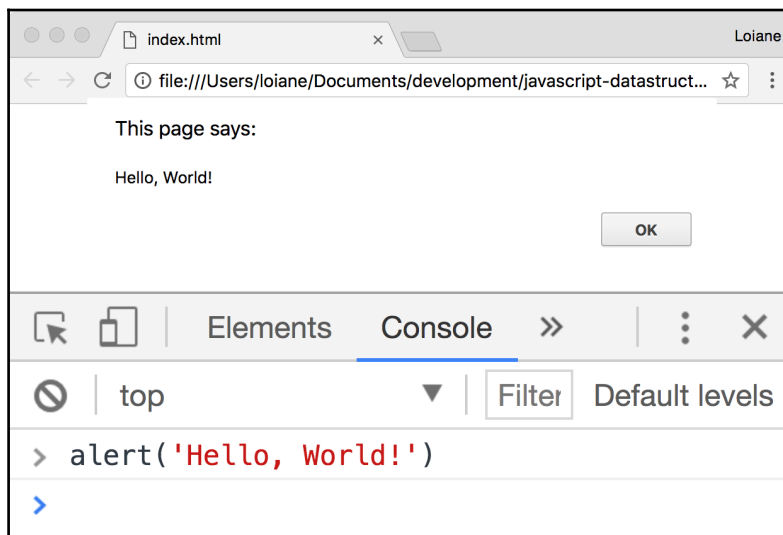 index.html
Loiane
file:///Users/loiane/Documents/development/javascript-datastruct...
This page says:
Hello, World!
OK
Elements Console
top Filter Default levels
alert('Hello, World!')